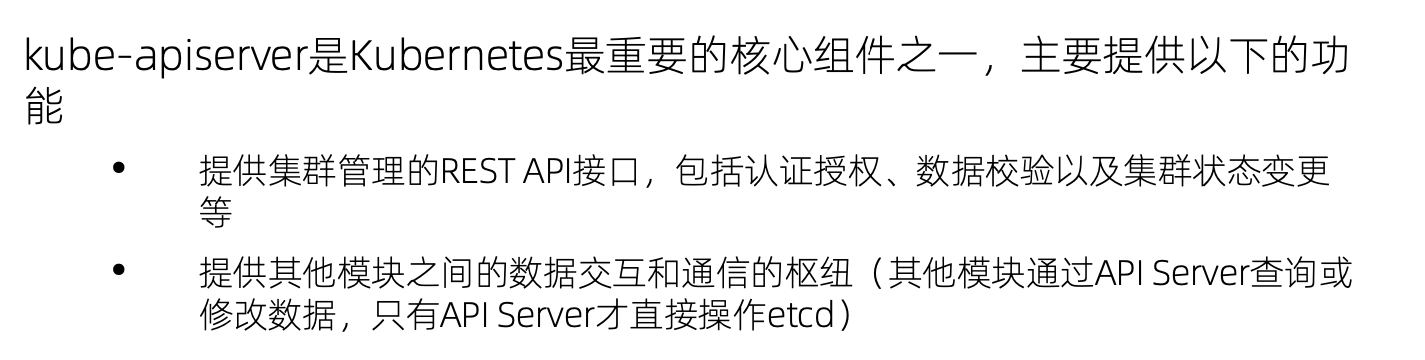 kube-apiserver是Kubernetes最重要的核心组件之一，主要提供以下的功
能
• 提供集群管理的REST API接口，包括认证授权、数据校验以及集群状态变更
等
• 提供其他模块之间的数据交互和通信的枢纽（其他模块通过API Server查询或
修改数据，只有API Server才直接操作etcd）